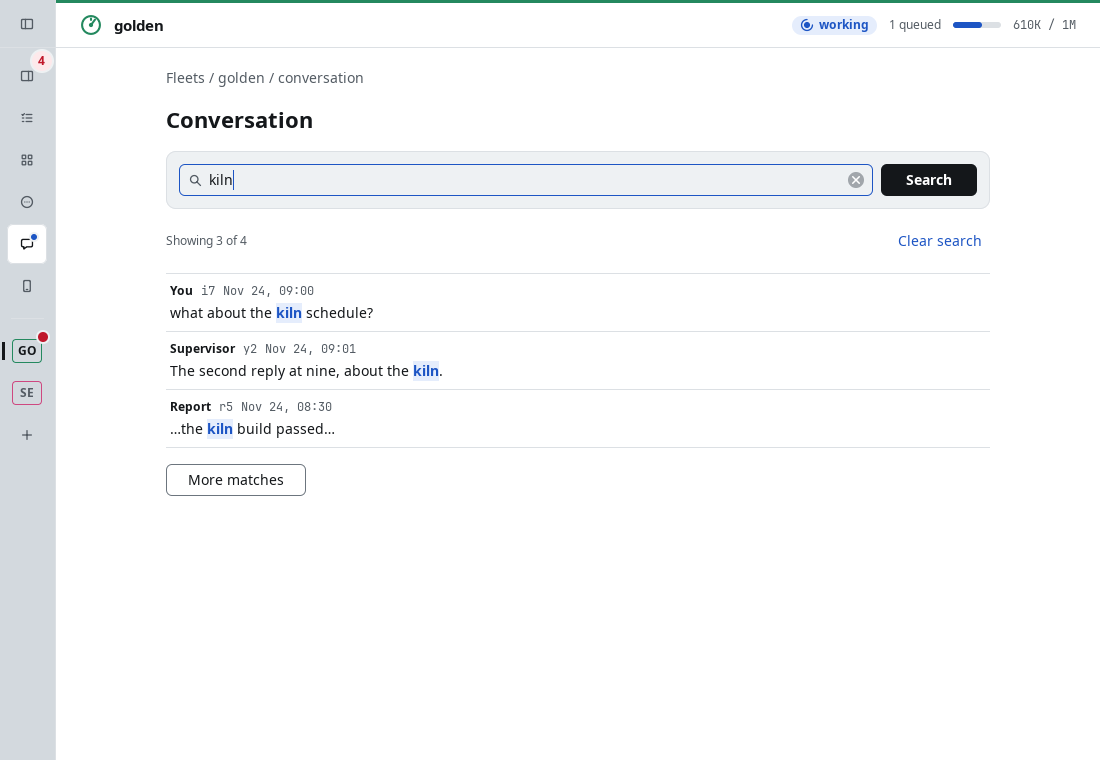 golden
working
1 queued
610K / 1M
4
Fleets / golden / conversation
Conversation
kiln
Search
Showing 3 of 4
Clear search
You i7 Nov 24, 09:00
what about the kiln schedule?
Supervisor y2 Nov 24, 09:01
The second reply at nine, about the kiln.
Report r5 Nov 24, 08:30
…the kiln build passed…
More matches
GO
SE